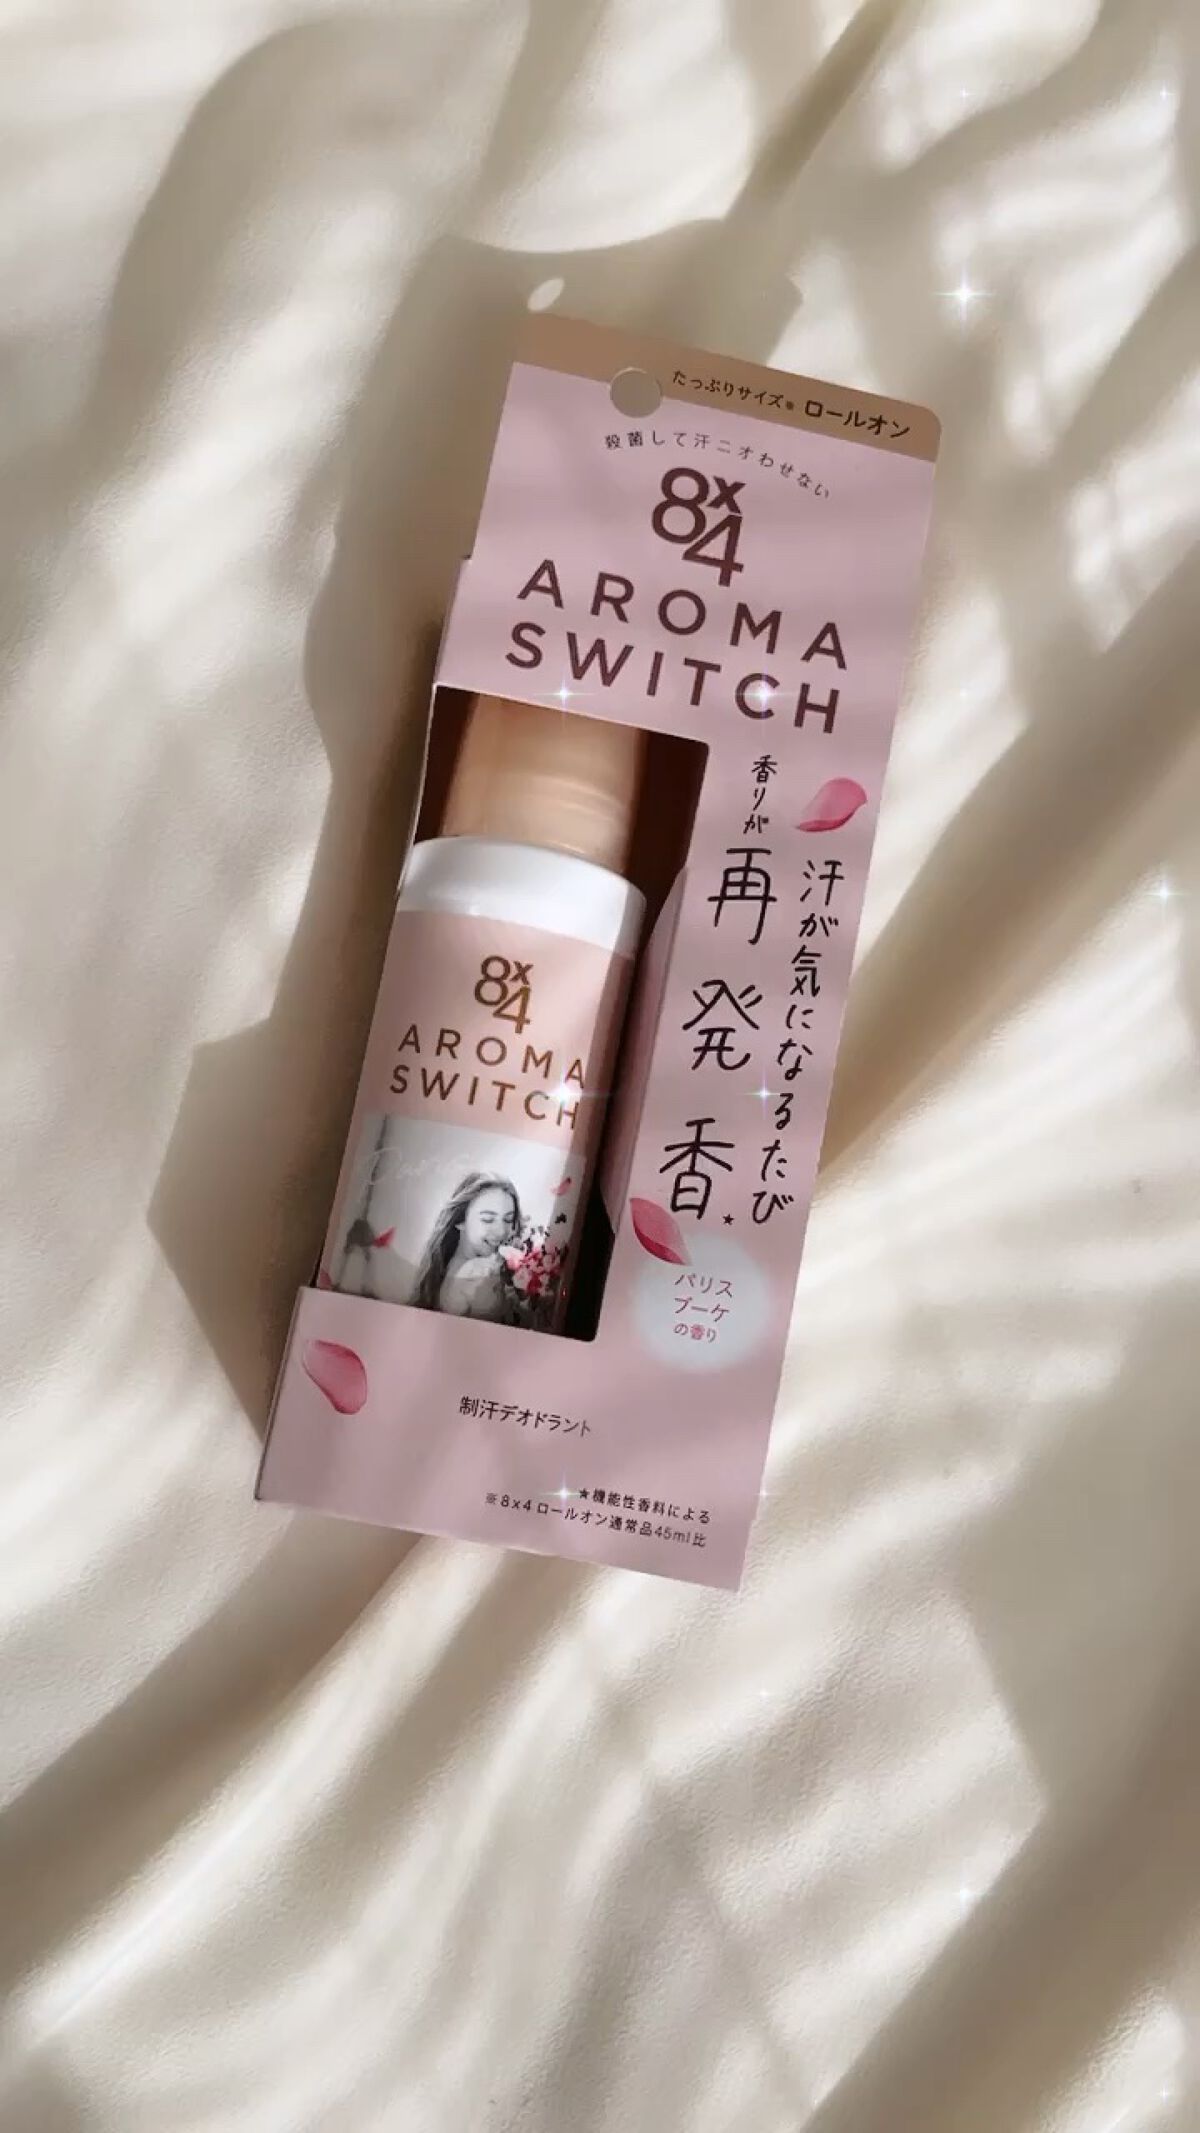 たっぷりサイズ※ ロールオン
殺菌して汗ニオわせない
8x4
AROMA
SWITCH
汗が気になるたび
香りが
再発香★
パリス
ブーケ
の香り
8x4
AROMA
SWITCH
制汗デオドラント
★機能性香料による
※8x4 ロールオン通常品45ml比